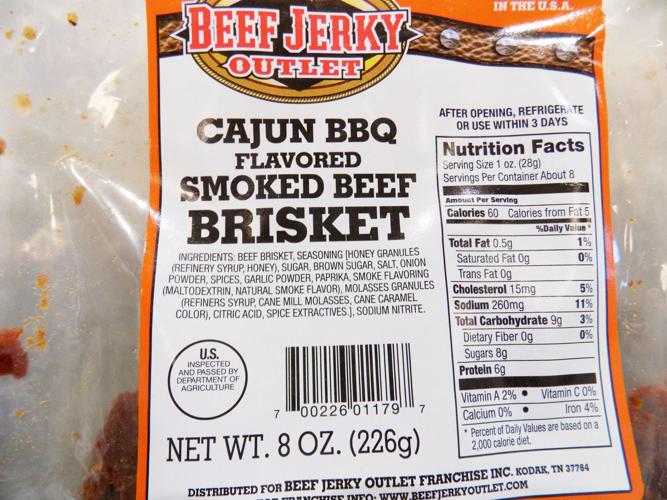 IN THE U.S.A.
BEEF JERKY
OUTLET
CAJUN BBQ
FLAVORED
SMOKED BEEF
BRISKET
INGREDIENTS: BEEF BRISKET, SEASONING [HONEY GRANULES
(REFINERY SYRUP, HONEY), SUGAR, BROWN SUGAR, SALT, ONION
POWDER, SPICES, GARLIC POWDER, PAPRIKA, SMOKE FLAVORING
(MALTODEXTRIN, NATURAL SMOKE FLAVOR), MOLASSES GRANULES
(REFINERS SYRUP, CANE MILL MOLASSES, CANE CARAMEL
COLOR), CITRIC ACID, SPICE EXTRACTIVES.], SODIUM NITRITE.
U.S.
INSPECTED
AND PASSED BY
DEPARTMENT OF
AGRICULTURE
7 00226 01179 7
NET WT. 8 OZ. (226g)
AFTER OPENING, REFRIGERATE
OR USE WITHIN 3 DAYS
Nutrition Facts
Serving Size 1 oz. (28g)
Servings Per Container About 8
Amount Per Serving
Calories 60 Calories from Fat 5
%Daily Value *
Total Fat 0.5g 1%
Saturated Fat 0g 0%
Trans Fat 0g
Cholesterol 15mg 5%
Sodium 260mg 11%
Total Carbohydrate 9g 3%
Dietary Fiber 0g 0%
Sugars 8g
Protein 6g
Vitamin A 2% • Vitamin C 0%
Calcium 0% • Iron 4%
* Percent of Daily Values are based on a
2,000 calorie diet.
DISTRIBUTED FOR BEEF JERKY OUTLET FRANCHISE INC. KODAK, TN 37764
FOR FRANCHISE INFO: WWW.BEEFJERKYOUTLET.COM